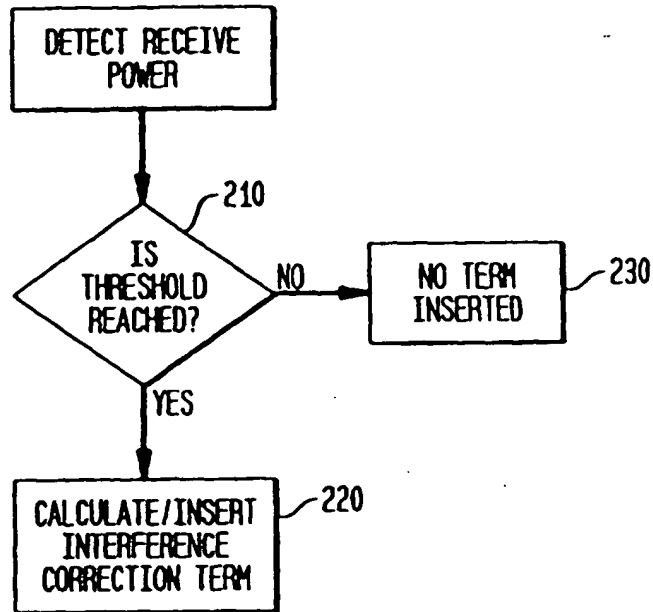 DETECT RECEIVE
POWER
210
IS
THRESHOLD
REACHED?
NO
NO TERM
INSERTED
230
YES
CALCULATE/INSERT
INTERFERENCE
CORRECTION TERM
220